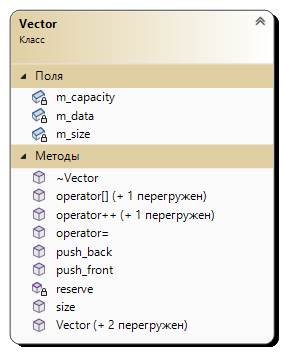 Vector
Класс
Поля
m_capacity
m_data
m_size
Методы
~Vector
operator[] (+ 1 перегружен)
operator++ (+ 1 перегружен)
operator=
push_back
push_front
reserve
size
Vector (+ 2 перегружен)